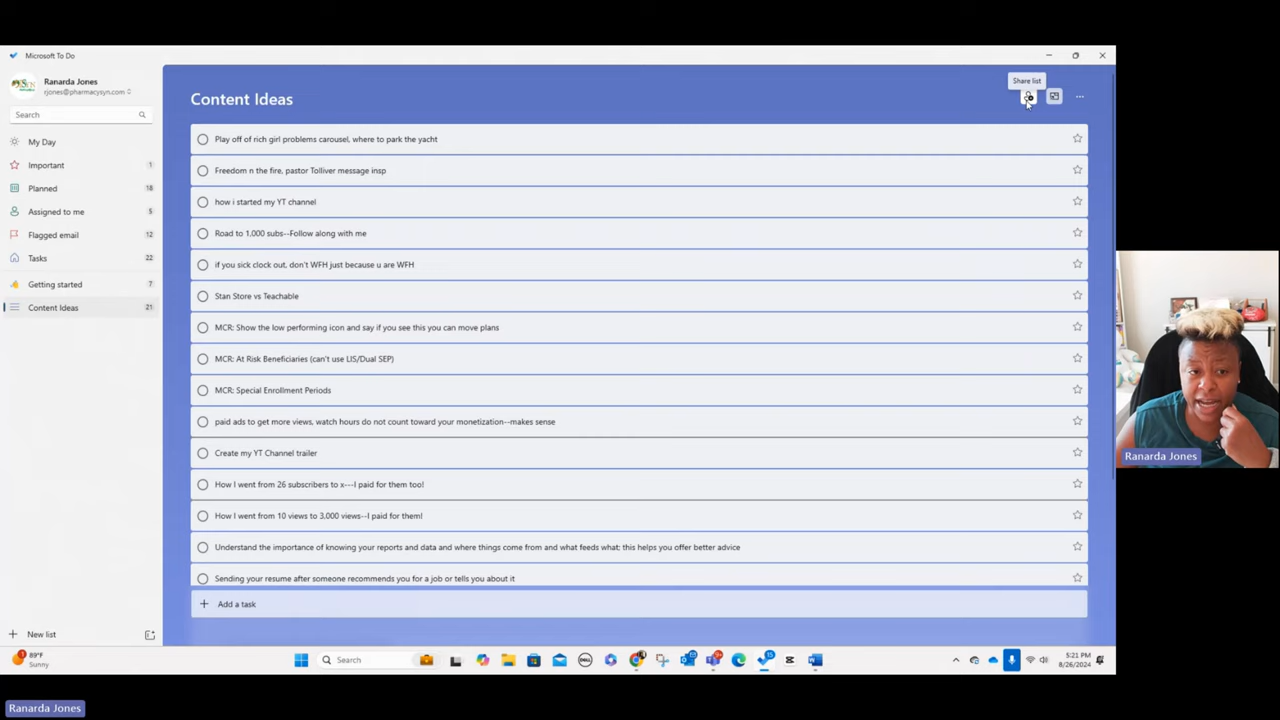 Microsoft To Do
Ranarda Jones
rjones@pharmacysyn.com
Search
My Day
Important 1
Planned 18
Assigned to me 5
Flagged email 12
Tasks 22
Getting started 7
Content Ideas 21
New list
Share list
Content Ideas
Play off of rich girl problems carousel, where to park the yacht
Freedom n the fire, pastor Tolliver message insp
how i started my YT channel
Road to 1,000 subs--Follow along with me
if you sick clock out, don't WFH just because u are WFH
Stan Store vs Teachable
MCR: Show the low performing icon and say if you see this you can move plans
MCR: At Risk Beneficiaries (can't use LIS/Dual SEP)
MCR: Special Enrollment Periods
paid ads to get more views, watch hours do not count toward your monetization--makes sense
Create my YT Channel trailer
How I went from 26 subscribers to x---I paid for them too!
How I went from 10 views to 3,000 views--I paid for them!
Understand the importance of knowing your reports and data and where things come from and what feeds what; this helps you offer better advice
Sending your resume after someone recommends you for a job or tells you about it
Add a task
Ranarda Jones
89°F
Sunny
Search
DELL
5:21 PM
8/26/2024
Ranarda Jones